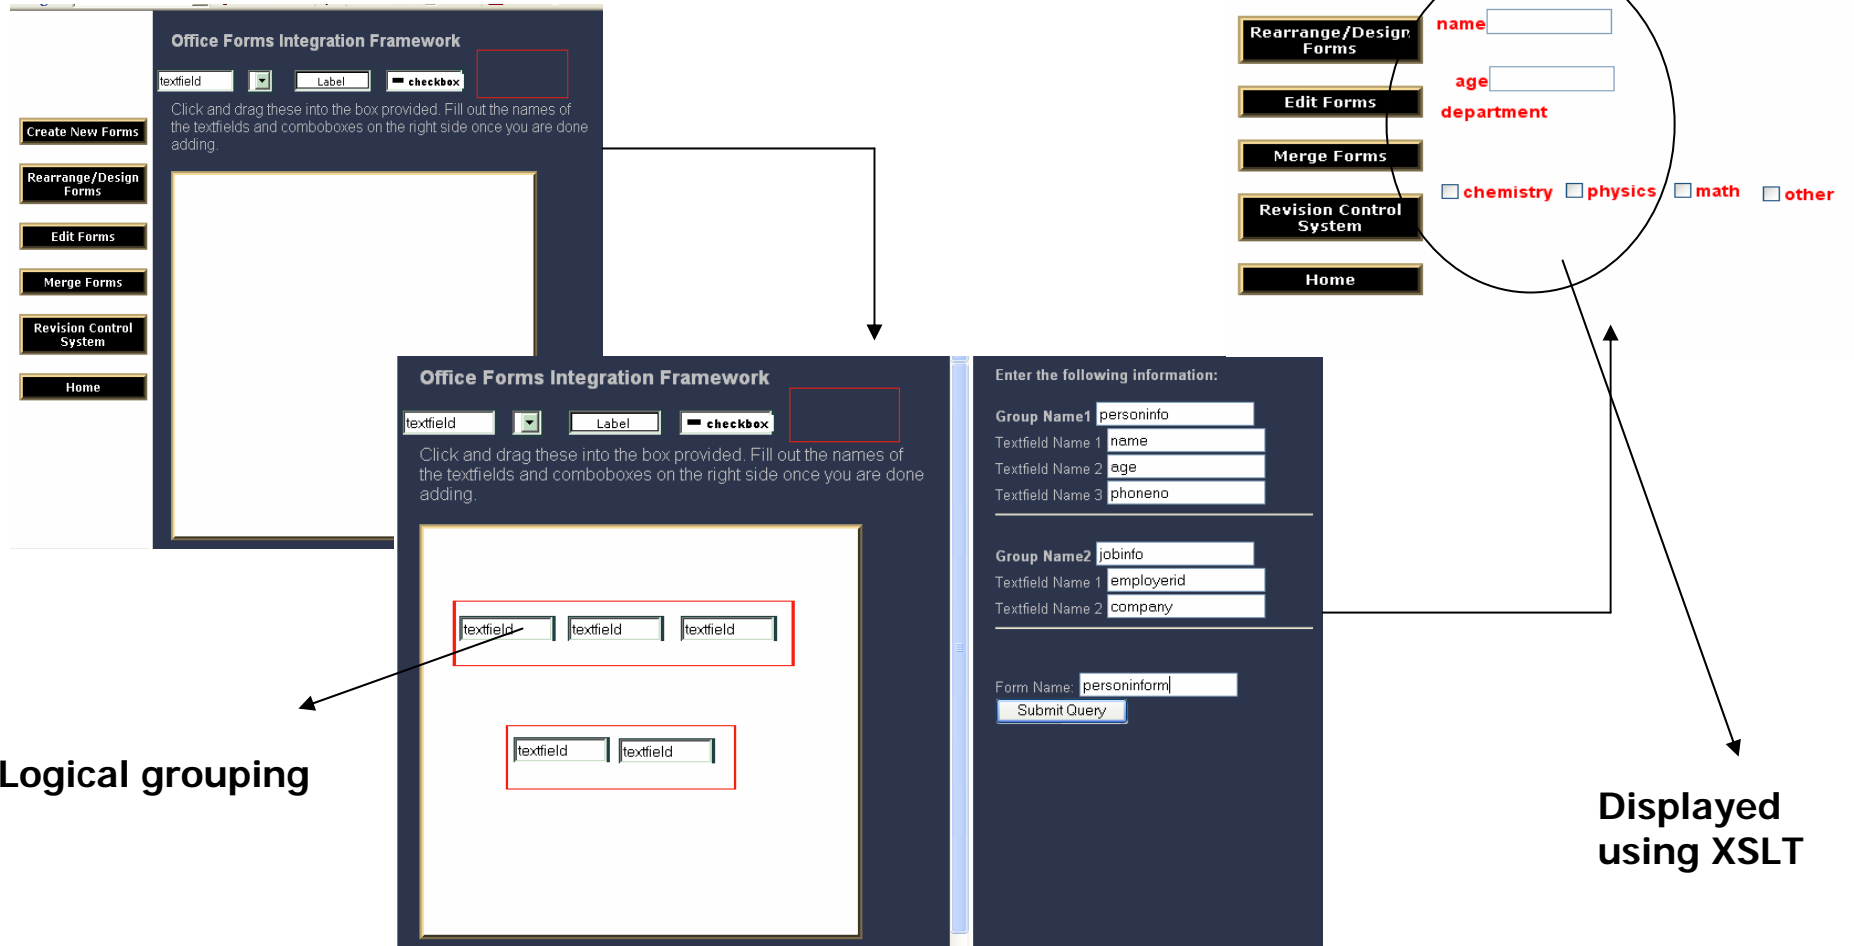 Office Forms Integration Framework
textfield
Label
checkbox
Click and drag these into the box provided. Fill out the names of
the textfields and comboboxes on the right side once you are done
adding.
Create New Forms
Rearrange/Design
Forms
Edit Forms
Merge Forms
Revision Control
System
Home
Office Forms Integration Framework
textfield
Label
checkbox
Click and drag these into the box provided. Fill out the names of
the textfields and comboboxes on the right side once you are done
adding.
textfield textfield textfield
textfield textfield
Logical grouping
Enter the following information:
Group Name1 personinfo
Textfield Name 1 name
Textfield Name 2 age
Textfield Name 3 phoneno
Group Name2 jobinfo
Textfield Name 1 employerid
Textfield Name 2 company
Form Name: personinform
Submit Query
Rearrange/Design
Forms
Edit Forms
Merge Forms
Revision Control
System
Home
name
age
department
chemistry physics math other
Displayed
using XSLT